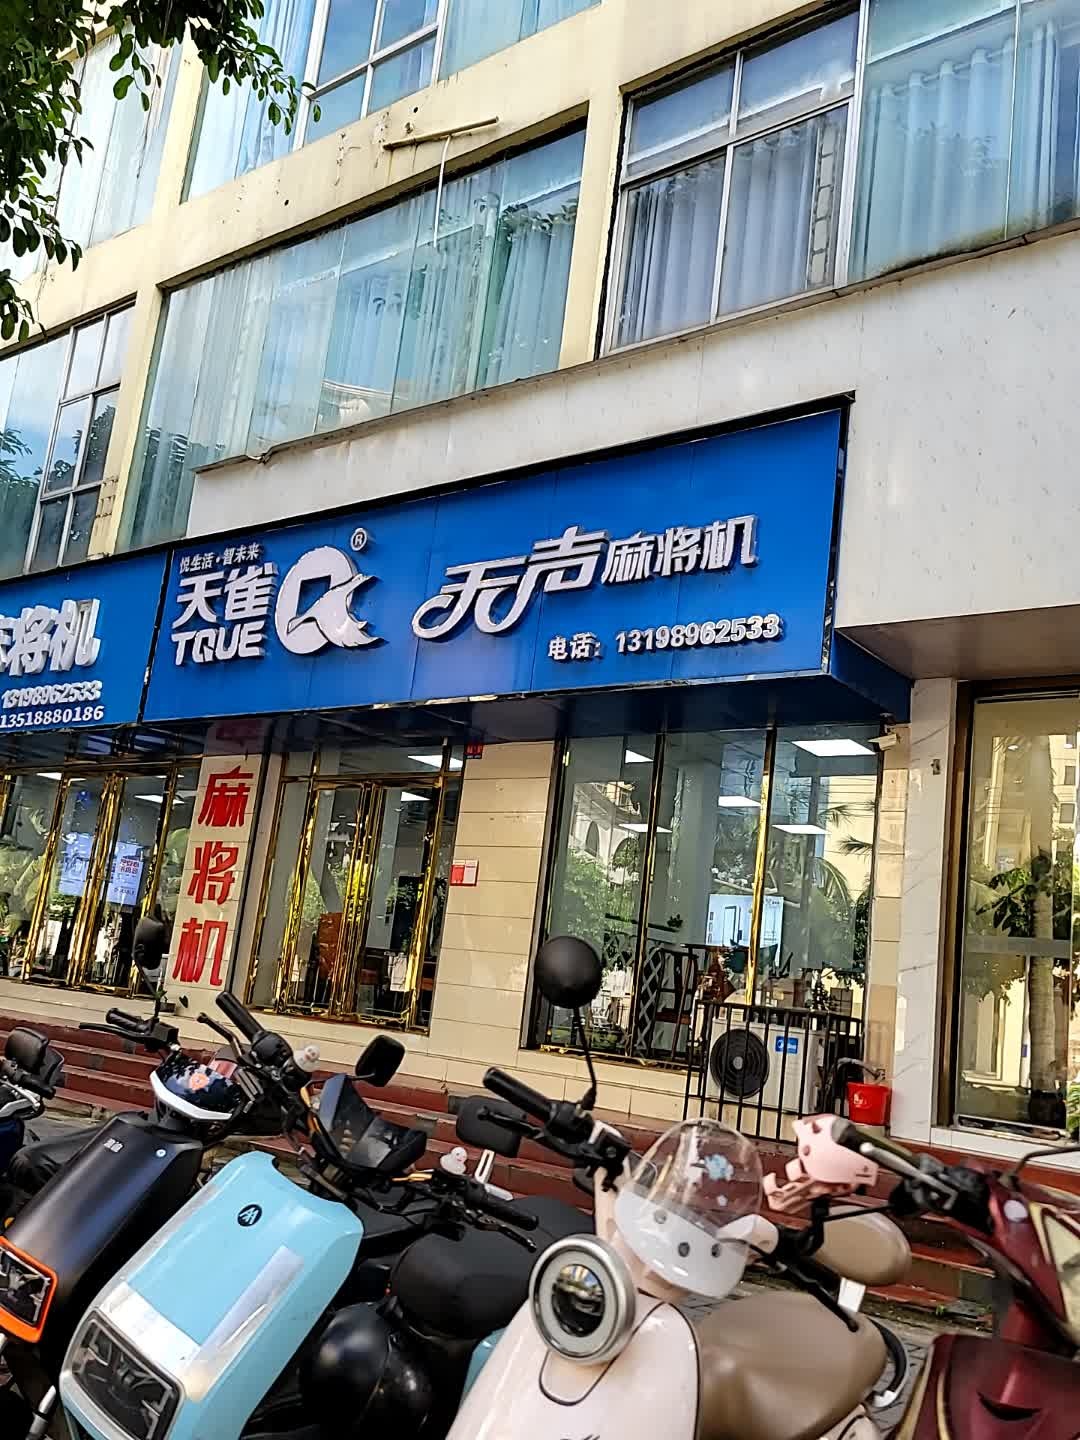 将机
13198962533
13518880186
悦生活·智未来
天雀
TQUE
®
天声麻将机
电话：13198962533
麻
将
机